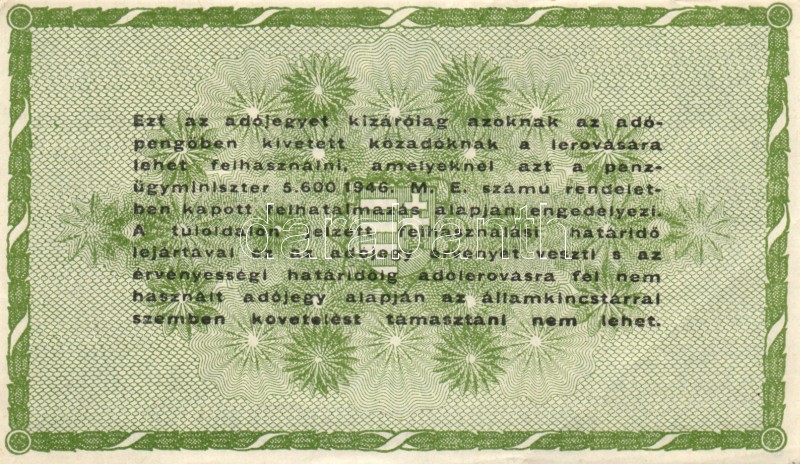 Ezt az adójegyet kizárólag azoknak az adó-
pengőben kivetett közadóknak a lerovására
lehet felhasználni, amelyeknél azt a pénz-
ügyminiszter 5.600/1946. M. E. számú rendelet-
ben kapott felhatalmazás alapján engedélyezi.
A túloldalon jelzett felhasználási határidő
lejártával ez az adójegy érvényét veszti s az
érvényességi határidőig adólerovásra fel nem
használt adójegy alapján az államkincstárral
szemben követelést támasztani nem lehet.
darabanth